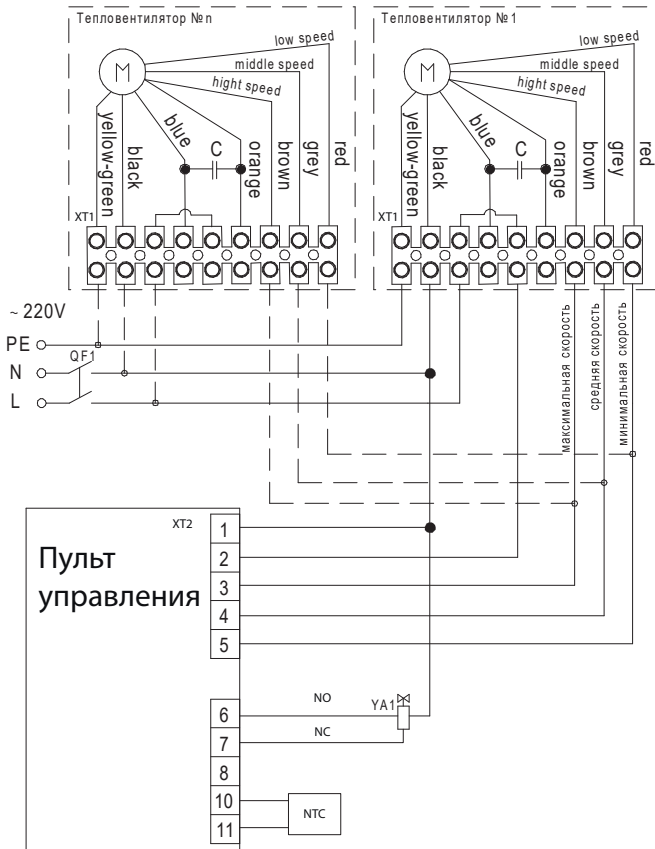 Тепловентилятор № n
low speed
middle speed
hight speed
M
yellow-green
black
blue
C
orange
brown
grey
red
XT1
Тепловентилятор № 1
low speed
middle speed
hight speed
M
yellow-green
black
blue
C
orange
brown
grey
red
XT1
~ 220V
PE
QF1
N
L
максимальная скорость
средняя скорость
минимальная скорость
Пульт
управления
XT2
1
2
3
4
5
6
7
8
10
11
NO
NC
YA1
NTC